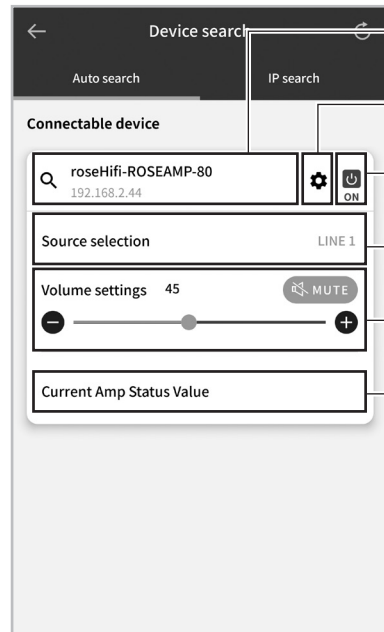 Device search
Auto search IP search
Connectable device
roseHifi-ROSEAMP-80
192.168.2.44
ON
Source selection LINE 1
Volume settings 45 MUTE
Current Amp Status Value